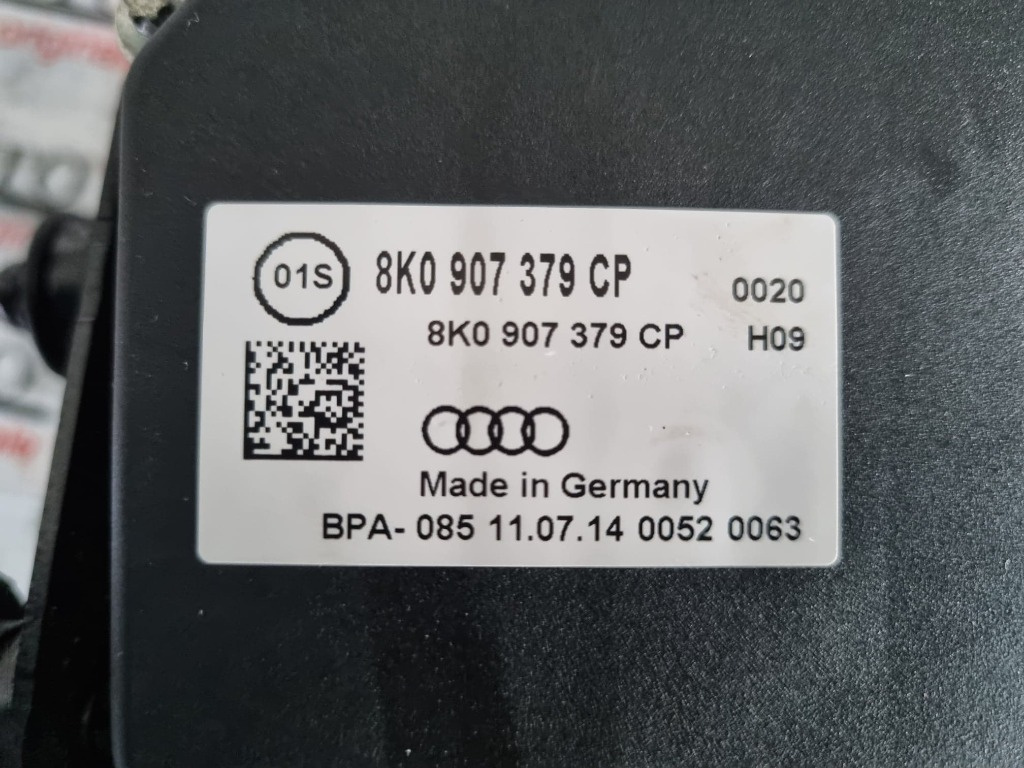 01S
8K0 907 379 CP 0020
8K0 907 379 CP H09
Made in Germany
BPA- 085 11.07.14 0052 0063